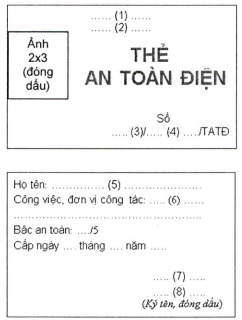 ...... (1) ......
...... (2) ......
Ảnh
2x3
(đóng
dấu)
THẺ
AN TOÀN ĐIỆN
Số
..... (3)/..... (4) ..../TATĐ
Họ tên: ............... (5) ......................
Công việc, đơn vị công tác: ..... (6) ......
....................................................
Bậc an toàn: ..../5
Cấp ngày .... tháng .... năm .....
.... (7) .....
.... (8) .....
(Ký tên, đóng dấu)